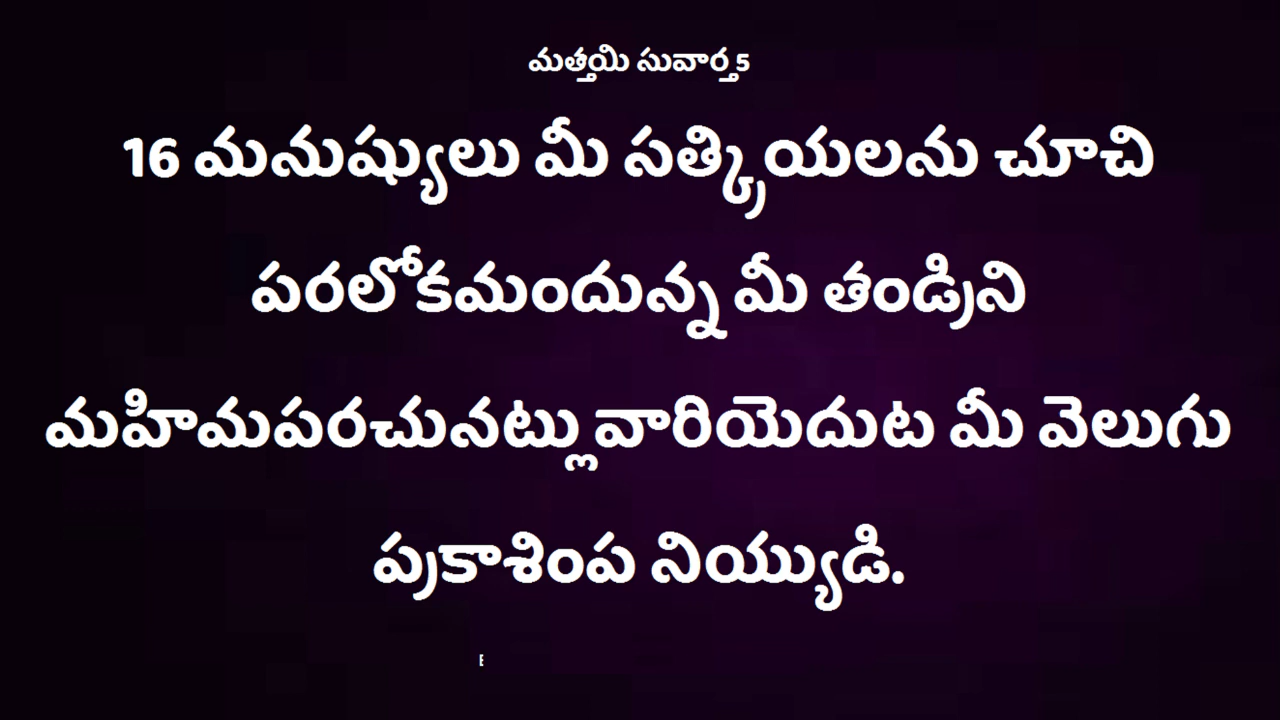 మత్తయి సువార్త 5
16 మనుష్యులు మీ సత్క్రియలను చూచి
పరలోకమందున్న మీ తండ్రిని
మహిమపరచునట్లు వారియెదుట మీ వెలుగు
ప్రకాశింప నియ్యుడి.
E